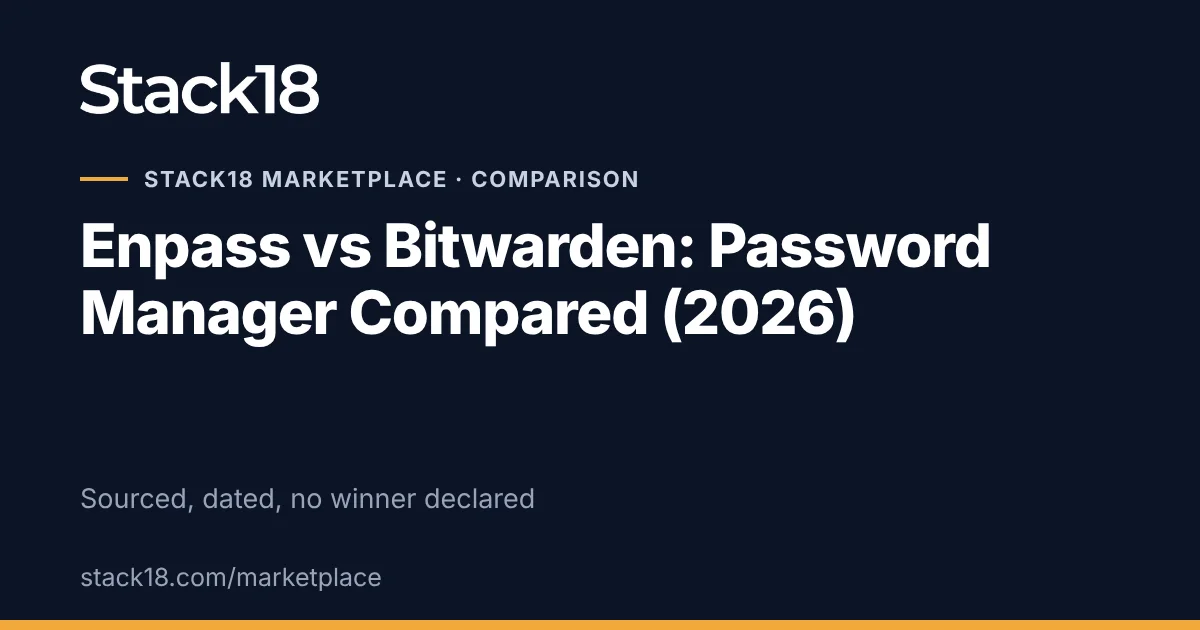 Stack18
STACK18 MARKETPLACE · COMPARISON
Enpass vs Bitwarden: Password
Manager Compared (2026)
Sourced, dated, no winner declared
stack18.com/marketplace